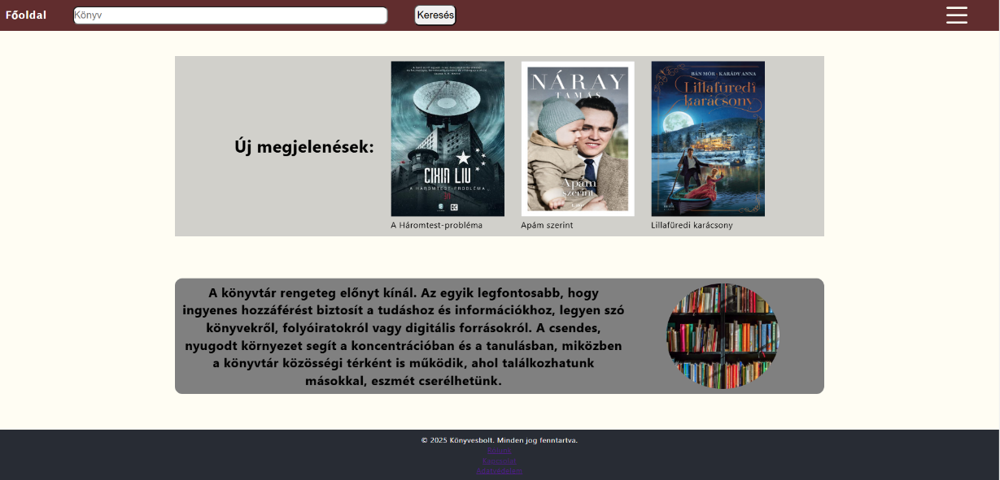 Főoldal
Könyv
Keresés
Új megjelenések:
CIXIN LIU
A HÁROMTEST-PROBLÉMA
A Háromtest-probléma
NÁRAY
TAMÁS
Apám
szerint
Apám szerint
BÁN MÓR · KARÁDY ANNA
Lillafüredi
karácsony
Lillafüredi karácsony
A könyvtár rengeteg előnyt kínál. Az egyik legfontosabb, hogy
ingyenes hozzáférést biztosít a tudáshoz és információkhoz, legyen szó
könyvekről, folyóiratokról vagy digitális forrásokról. A csendes,
nyugodt környezet segít a koncentrációban és a tanulásban, miközben
a könyvtár közösségi térként is működik, ahol találkozhatunk
másokkal, eszmét cserélhetünk.
© 2025 Könyvesbolt. Minden jog fenntartva.
Rólunk
Kapcsolat
Adatvédelem